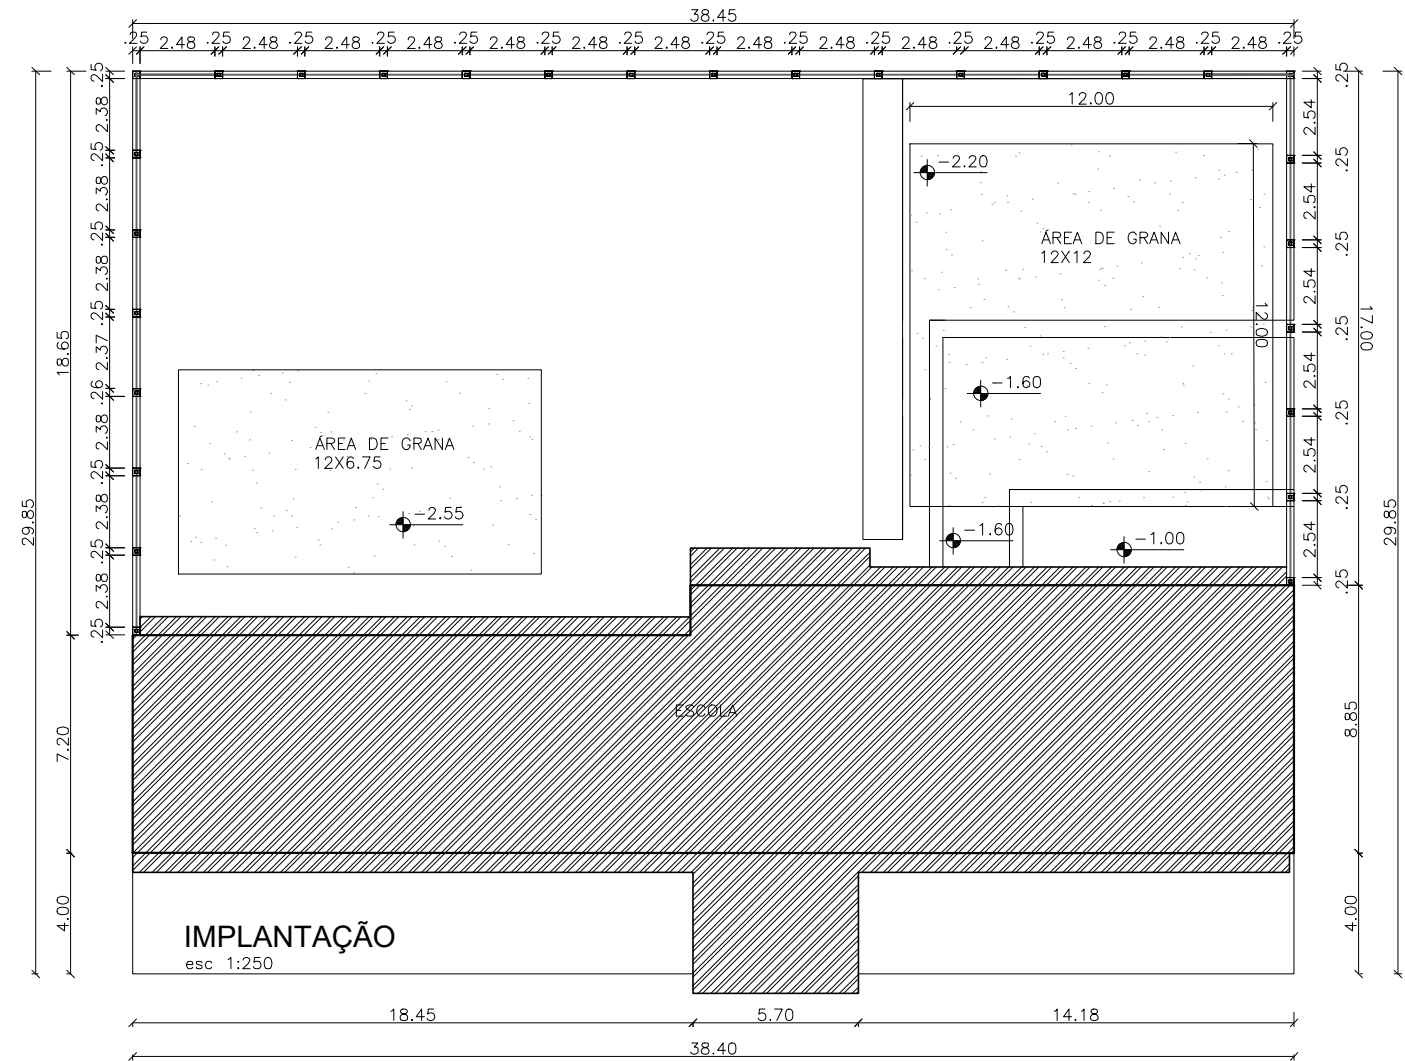 38.45
.25 2.48 .25 2.48 .25 2.48 .25 2.48 .25 2.48 .25 2.48 .25 2.48 .25 2.48 .25 2.48 .25 2.48 .25 2.48 .25 2.48 .25 2.48 .25 2.48 .25
29.85
18.65
7.20
4.00
.25 2.38 .25 2.38 .25 2.38 .25 2.37 .26 2.38 .25 2.38 .25 2.38 .25
12.00
-2.20
ÁREA DE GRANA
12X12
12.00
-1.60
-1.60
-1.00
ÁREA DE GRANA
12X6.75
-2.55
2.54 2.54 2.54 2.54 2.54 2.54
.25 .25 .25 .25 .25 .25 .25
17.00
8.85
4.00
29.85
ESCOLA
IMPLANTAÇÃO
esc 1:250
18.45 5.70 14.18
38.40